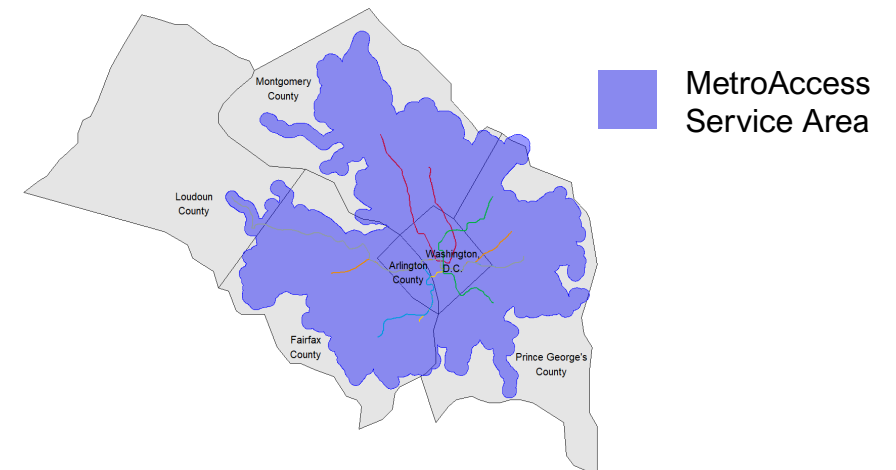 Montgomery
County
MetroAccess
Service Area
Loudoun
County
Washington,
D.C.
Arlington
County
Fairfax
County
Prince George's
County